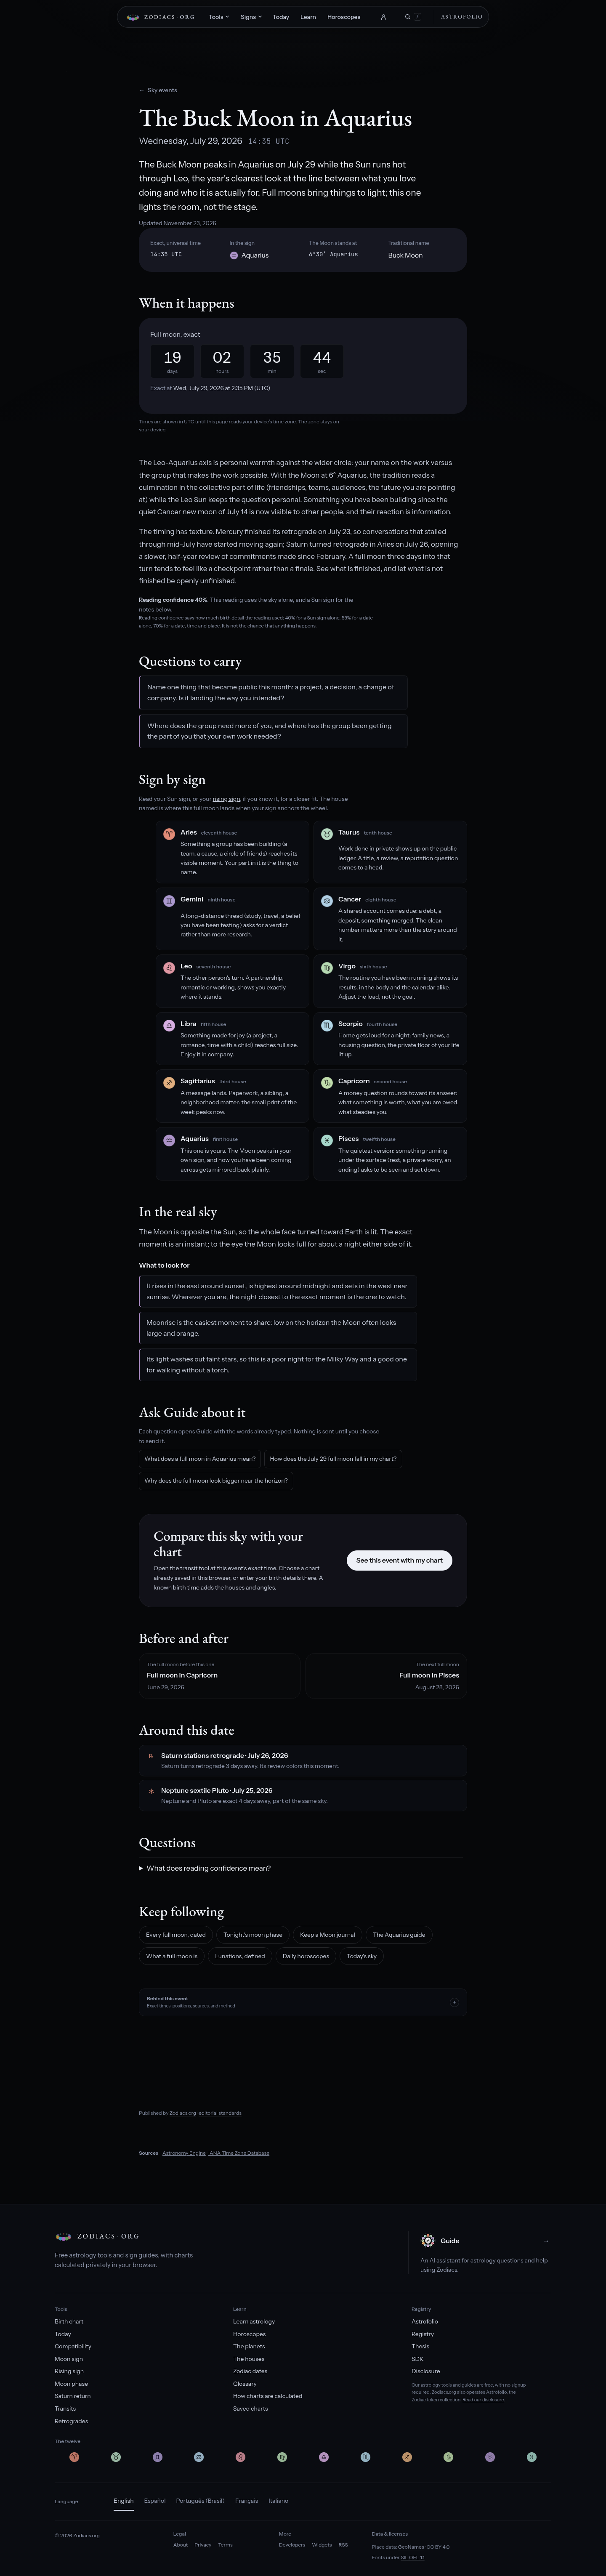 ZODIACS·ORG
Tools
Signs
Today
Learn
Horoscopes
/
ASTROFOLIO
← Sky events
The Buck Moon in Aquarius
Wednesday, July 29, 2026 14:35 UTC
The Buck Moon peaks in Aquarius on July 29 while the Sun runs hot
through Leo, the year's clearest look at the line between what you love
doing and who it is actually for. Full moons bring things to light; this one
lights the room, not the stage.
Updated November 23, 2026
Exact, universal time
14:35 UTC
In the sign
Aquarius
The Moon stands at
6°30′ Aquarius
Traditional name
Buck Moon
When it happens
Full moon, exact
19 02 35 44
days hours min sec
Exact at Wed, July 29, 2026 at 2:35 PM (UTC)
Times are shown in UTC until this page reads your device's time zone. The zone stays on
your device.
The Leo-Aquarius axis is personal warmth against the wider circle: your name on the work versus
the group that makes the work possible. With the Moon at 6° Aquarius, the tradition reads a
culmination in the collective part of life (friendships, teams, audiences, the future you are pointing
at) while the Leo Sun keeps the question personal. Something you have been building since the
quiet Cancer new moon of July 14 is now visible to other people, and their reaction is information.
The timing has texture. Mercury finished its retrograde on July 23, so conversations that stalled
through mid-July have started moving again; Saturn turned retrograde in Aries on July 26, opening
a slower, half-year review of commitments made since February. A full moon three days into that
turn tends to feel like a checkpoint rather than a finale. See what is finished, and let what is not
finished be openly unfinished.
Reading confidence 40%. This reading uses the sky alone, and a Sun sign for the
notes below.
Reading confidence says how much birth detail the reading used: 40% for a Sun sign alone, 55% for a date
alone, 70% for a date, time and place. It is not the chance that anything happens.
Questions to carry
Name one thing that became public this month: a project, a decision, a change of
company. Is it landing the way you intended?
Where does the group need more of you, and where has the group been getting
the part of you that your own work needed?
Sign by sign
Read your Sun sign, or your rising sign, if you know it, for a closer fit. The house
named is where this full moon lands when your sign anchors the wheel.
Aries eleventh house
Something a group has been building (a
team, a cause, a circle of friends) reaches its
visible moment. Your part in it is the thing to
name.
Taurus tenth house
Work done in private shows up on the public
ledger. A title, a review, a reputation question
comes to a head.
Gemini ninth house
A long-distance thread (study, travel, a belief
you have been testing) asks for a verdict
rather than more research.
Cancer eighth house
A shared account comes due: a debt, a
deposit, something merged. The clean
number matters more than the story around
it.
Leo seventh house
The other person's turn. A partnership,
romantic or working, shows you exactly
where it stands.
Virgo sixth house
The routine you have been running shows its
results, in the body and the calendar alike.
Adjust the load, not the goal.
Libra fifth house
Something made for joy (a project, a
romance, time with a child) reaches full size.
Enjoy it in company.
Scorpio fourth house
Home gets loud for a night: family news, a
housing question, the private floor of your life
lit up.
Sagittarius third house
A message lands. Paperwork, a sibling, a
neighborhood matter: the small print of the
week peaks now.
Capricorn second house
A money question rounds toward its answer:
what something is worth, what you are owed,
what steadies you.
Aquarius first house
This one is yours. The Moon peaks in your
own sign, and how you have been coming
across gets mirrored back plainly.
Pisces twelfth house
The quietest version: something running
under the surface (rest, a private worry, an
ending) asks to be seen and set down.
In the real sky
The Moon is opposite the Sun, so the whole face turned toward Earth is lit. The exact
moment is an instant; to the eye the Moon looks full for about a night either side of it.
What to look for
It rises in the east around sunset, is highest around midnight and sets in the west near
sunrise. Wherever you are, the night closest to the exact moment is the one to watch.
Moonrise is the easiest moment to share: low on the horizon the Moon often looks
large and orange.
Its light washes out faint stars, so this is a poor night for the Milky Way and a good one
for walking without a torch.
Ask Guide about it
Each question opens Guide with the words already typed. Nothing is sent until you choose
to send it.
What does a full moon in Aquarius mean?
How does the July 29 full moon fall in my chart?
Why does the full moon look bigger near the horizon?
Compare this sky with your
chart
Open the transit tool at this event's exact time. Choose a chart
already saved in this browser, or enter your birth details there. A
known birth time adds the houses and angles.
See this event with my chart
Before and after
The full moon before this one
Full moon in Capricorn
June 29, 2026
The next full moon
Full moon in Pisces
August 28, 2026
Around this date
Saturn stations retrograde · July 26, 2026
Saturn turns retrograde 3 days away. Its review colors this moment.
Neptune sextile Pluto · July 25, 2026
Neptune and Pluto are exact 4 days away, part of the same sky.
Questions
What does reading confidence mean?
Keep following
Every full moon, dated
Tonight's moon phase
Keep a Moon journal
The Aquarius guide
What a full moon is
Lunations, defined
Daily horoscopes
Today's sky
Behind this event
Exact times, positions, sources, and method
+
Published by Zodiacs.org · editorial standards
Sources Astronomy Engine · IANA Time Zone Database
ZODIACS·ORG
Free astrology tools and sign guides, with charts
calculated privately in your browser.
Guide →
An AI assistant for astrology questions and help
using Zodiacs.
Tools
Birth chart
Today
Compatibility
Moon sign
Rising sign
Moon phase
Saturn return
Transits
Retrogrades
Learn
Learn astrology
Horoscopes
The planets
The houses
Zodiac dates
Glossary
How charts are calculated
Saved charts
Registry
Astrofolio
Registry
Thesis
SDK
Disclosure
Our astrology tools and guides are free, with no signup
required. Zodiacs.org also operates Astrofolio, the
Zodiac token collection. Read our disclosure.
The twelve
Language
English
Español
Português (Brasil)
Français
Italiano
© 2026 Zodiacs.org
Legal
About Privacy Terms
More
Developers Widgets RSS
Data & licenses
Place data: GeoNames · CC BY 4.0
Fonts under SIL OFL 1.1